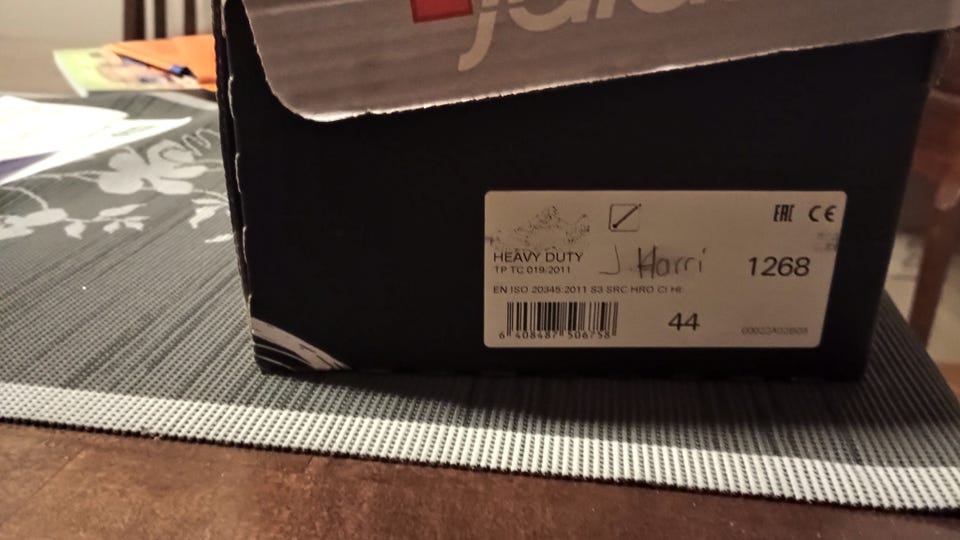 EAC CE
HEAVY DUTY
TP TC 019:2011
J Harri
1268
EN ISO 20345:2011 S3 SRC HRO CI HI
6 408487 506758
44